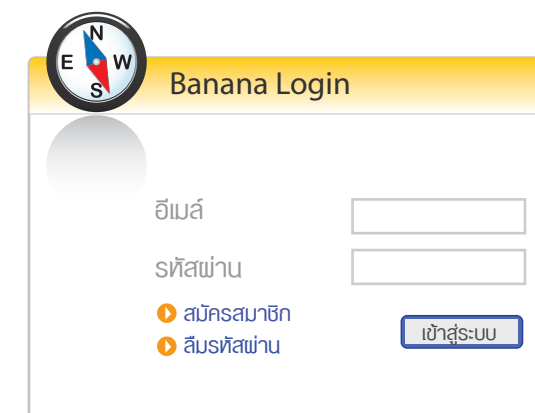 N
E W
S
Banana Login
อีเมล์
รหัสผ่าน
สมัครสมาชิก
ลืมรหัสผ่าน
เข้าสู่ระบบ